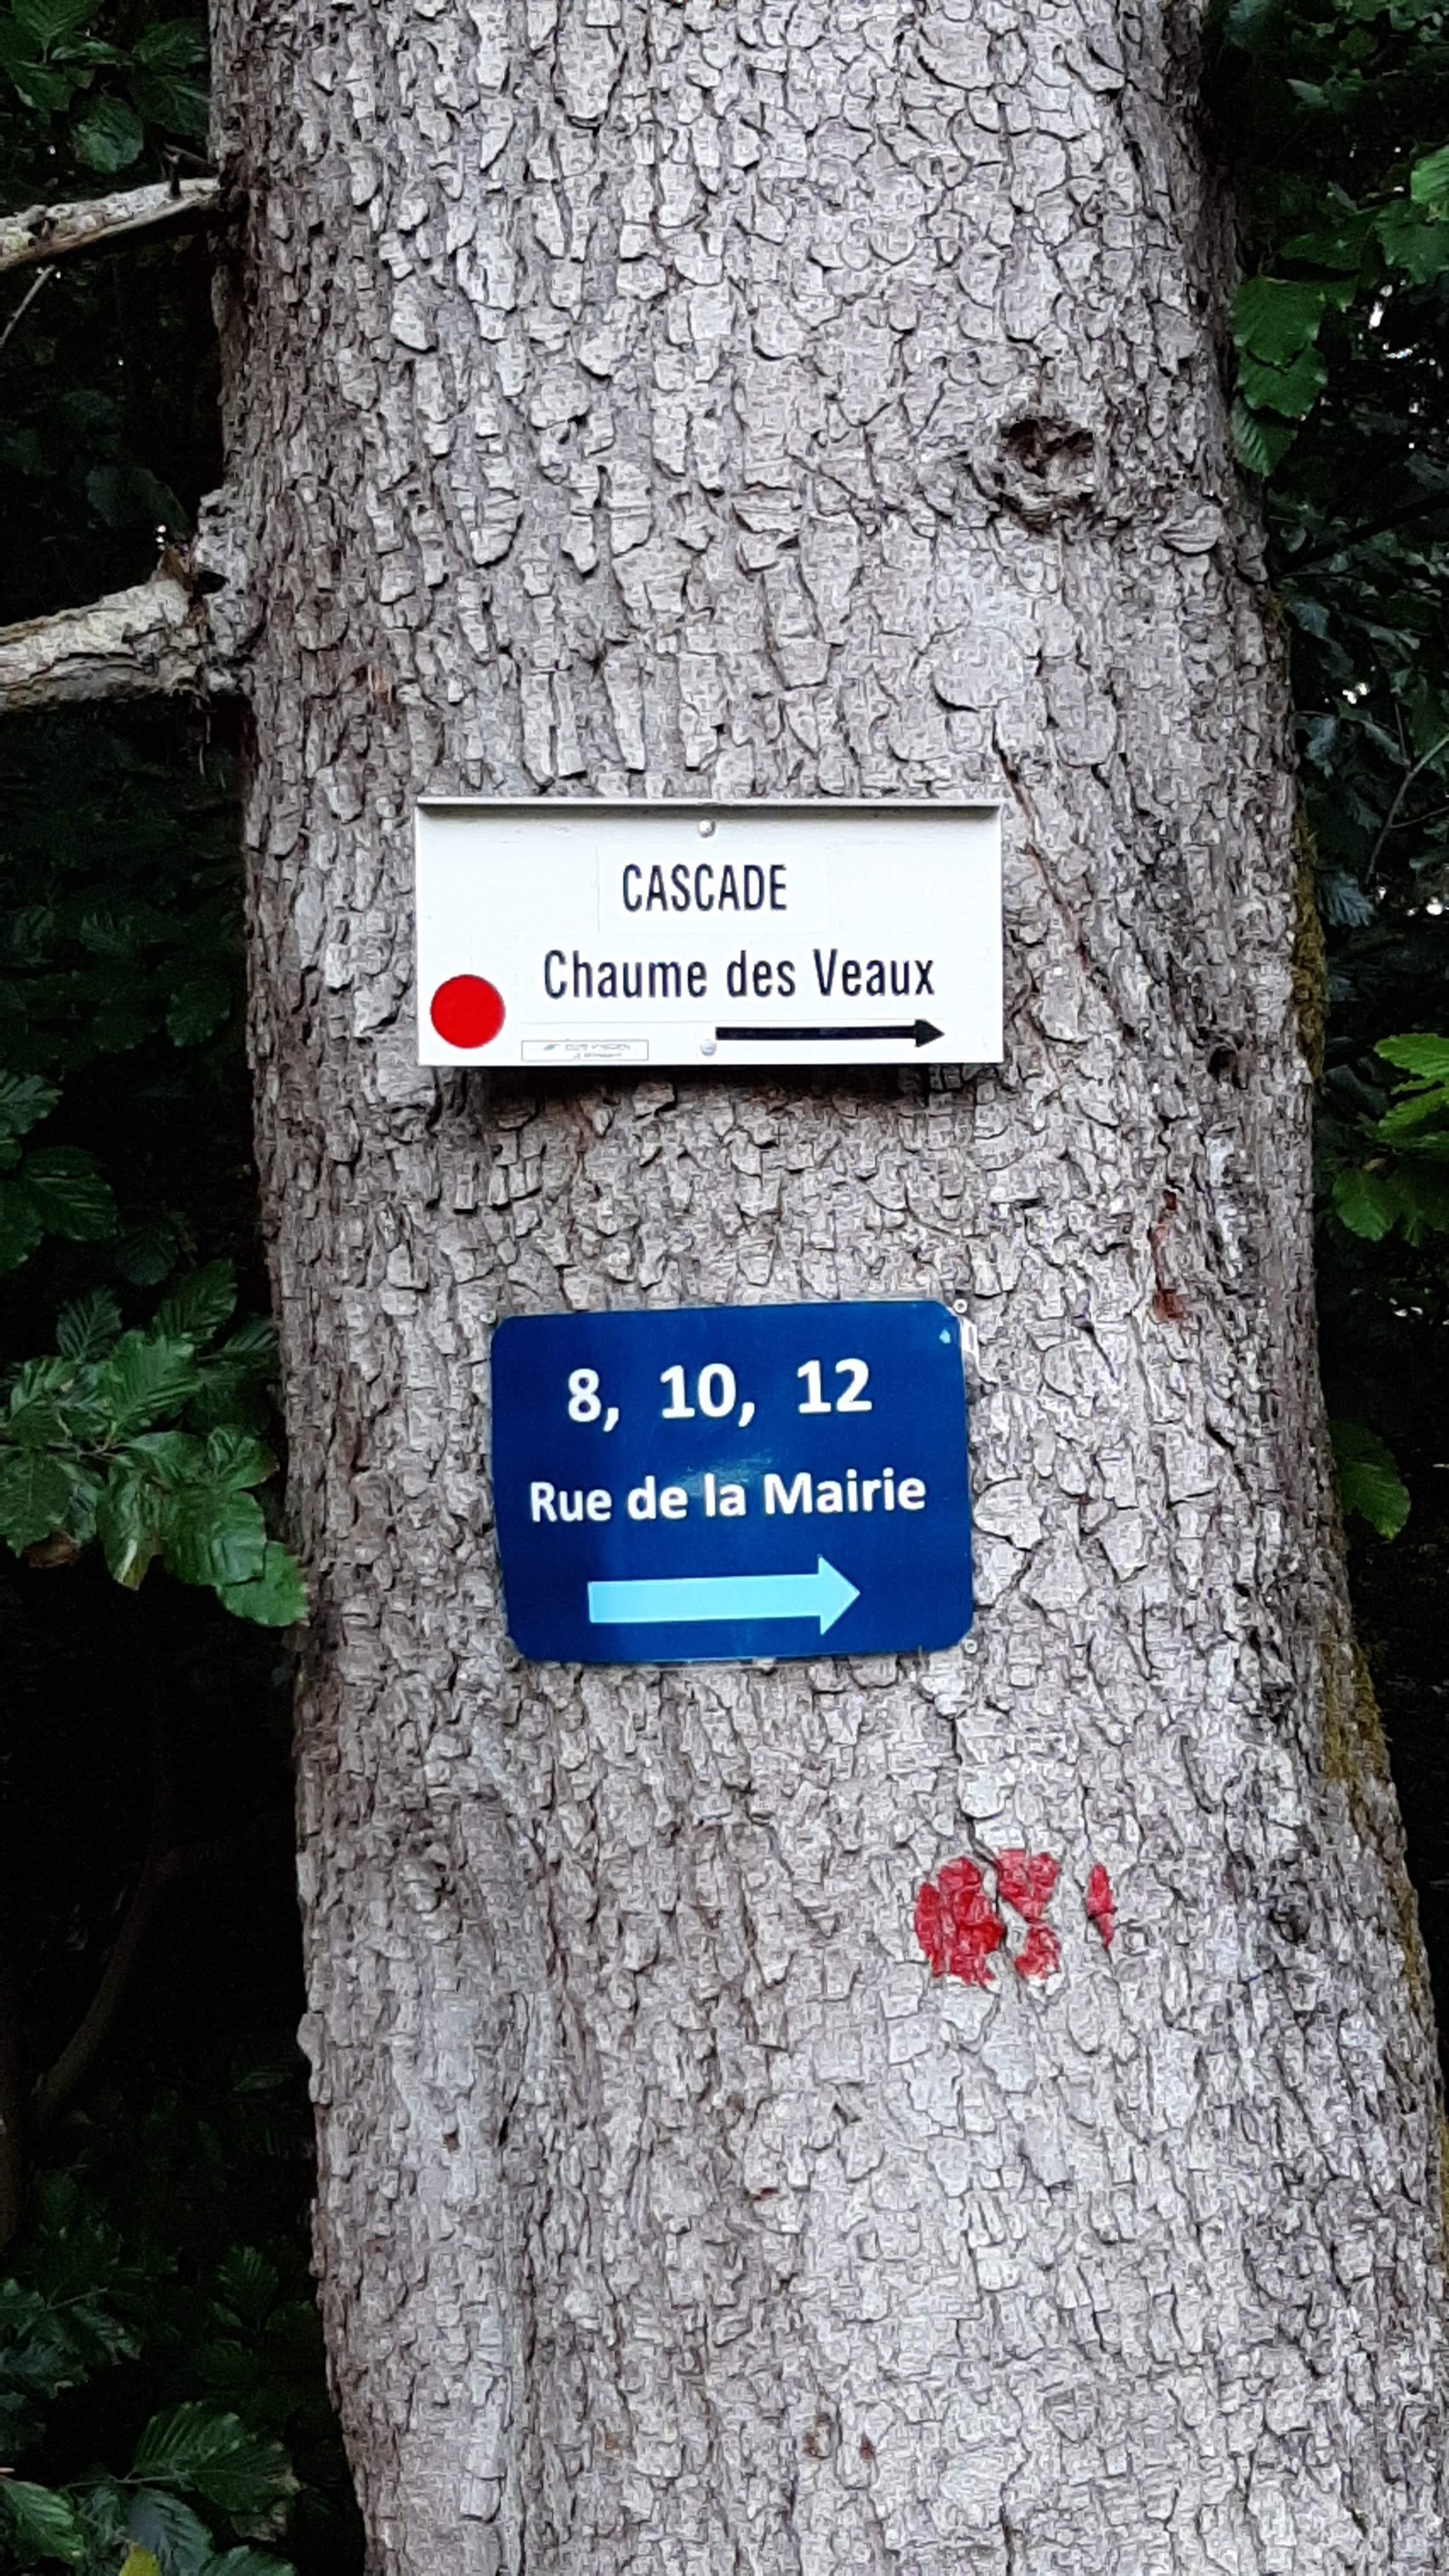 CASCADE
Chaume des Veaux
8, 10, 12
Rue de la Mairie